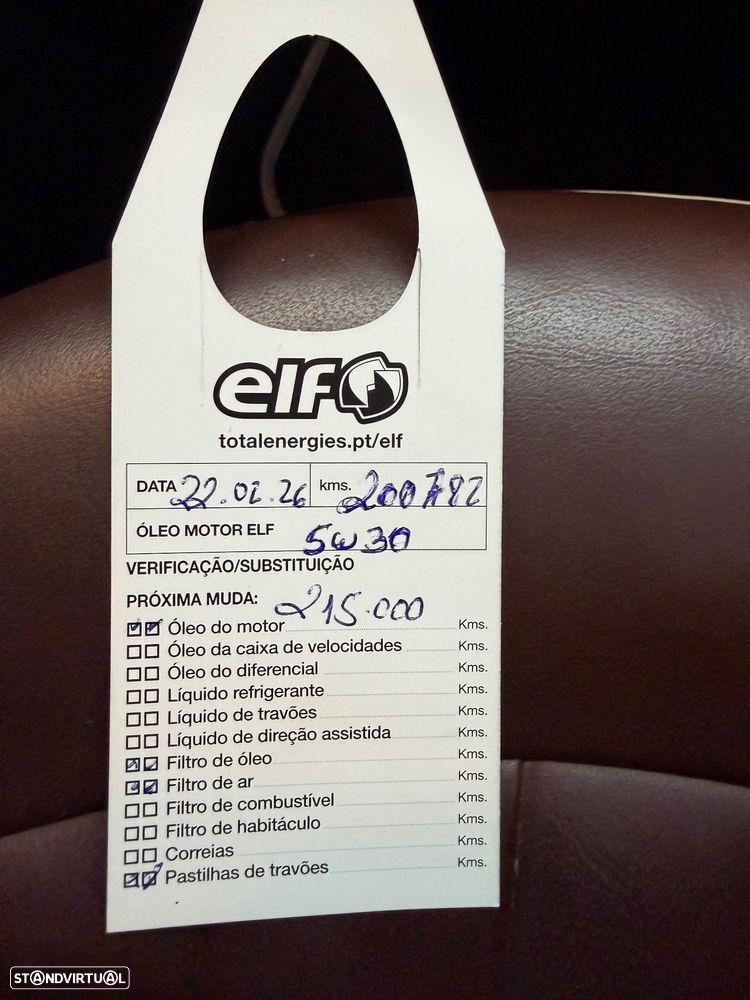 elf
totalenergies.pt/elf
DATA 22.02.26 kms. 200782
ÓLEO MOTOR ELF 5W30
VERIFICAÇÃO/SUBSTITUIÇÃO
PRÓXIMA MUDA: 215.000
Óleo do motor Kms.
Óleo da caixa de velocidades Kms.
Óleo do diferencial Kms.
Líquido refrigerante Kms.
Líquido de travões Kms.
Líquido de direção assistida Kms.
Filtro de óleo Kms.
Filtro de ar Kms.
Filtro de combustível Kms.
Filtro de habitáculo Kms.
Correias Kms.
Pastilhas de travões Kms.
STANDVIRTUAL